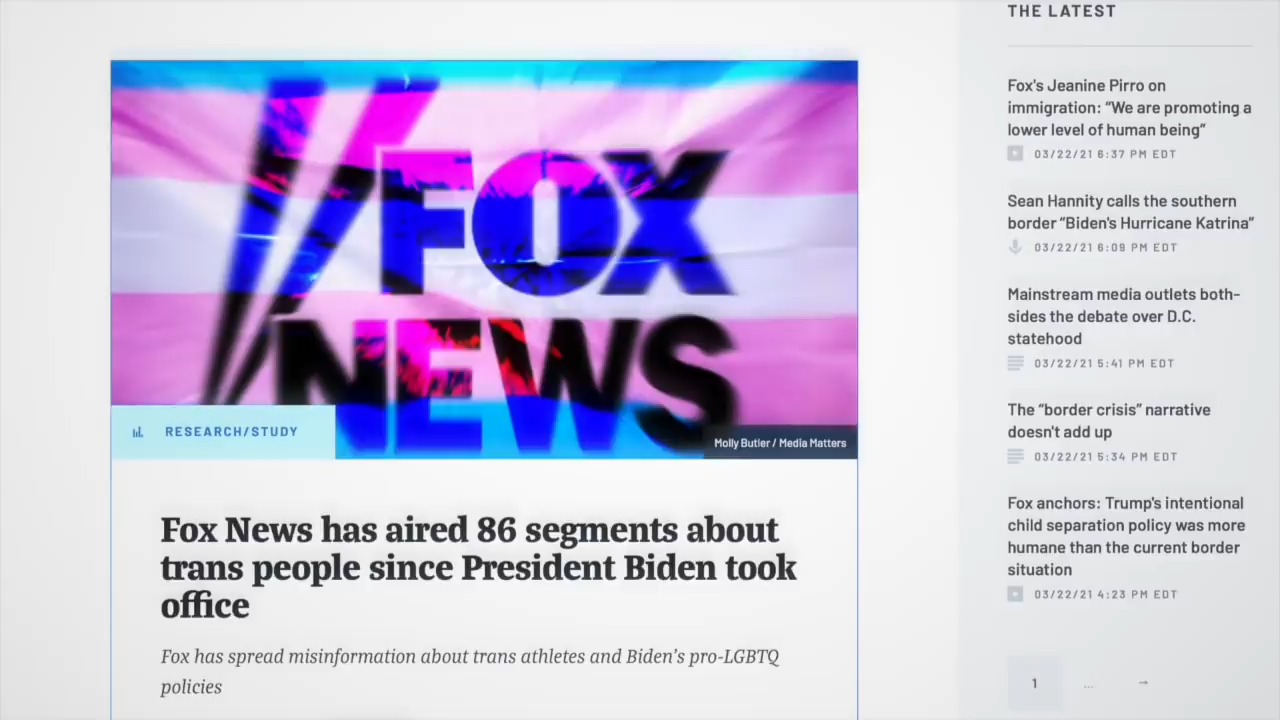 FOX
NEWS
RESEARCH/STUDY
Molly Butler / Media Matters
Fox News has aired 86 segments about
trans people since President Biden took
office
Fox has spread misinformation about trans athletes and Biden's pro-LGBTQ
policies
THE LATEST
Fox's Jeanine Pirro on
immigration: "We are promoting a
lower level of human being"
03/22/21 6:37 PM EDT
Sean Hannity calls the southern
border "Biden's Hurricane Katrina"
03/22/21 6:09 PM EDT
Mainstream media outlets both-
sides the debate over D.C.
statehood
03/22/21 5:41 PM EDT
The "border crisis" narrative
doesn't add up
03/22/21 5:34 PM EDT
Fox anchors: Trump's intentional
child separation policy was more
humane than the current border
situation
03/22/21 4:23 PM EDT
1 ... →